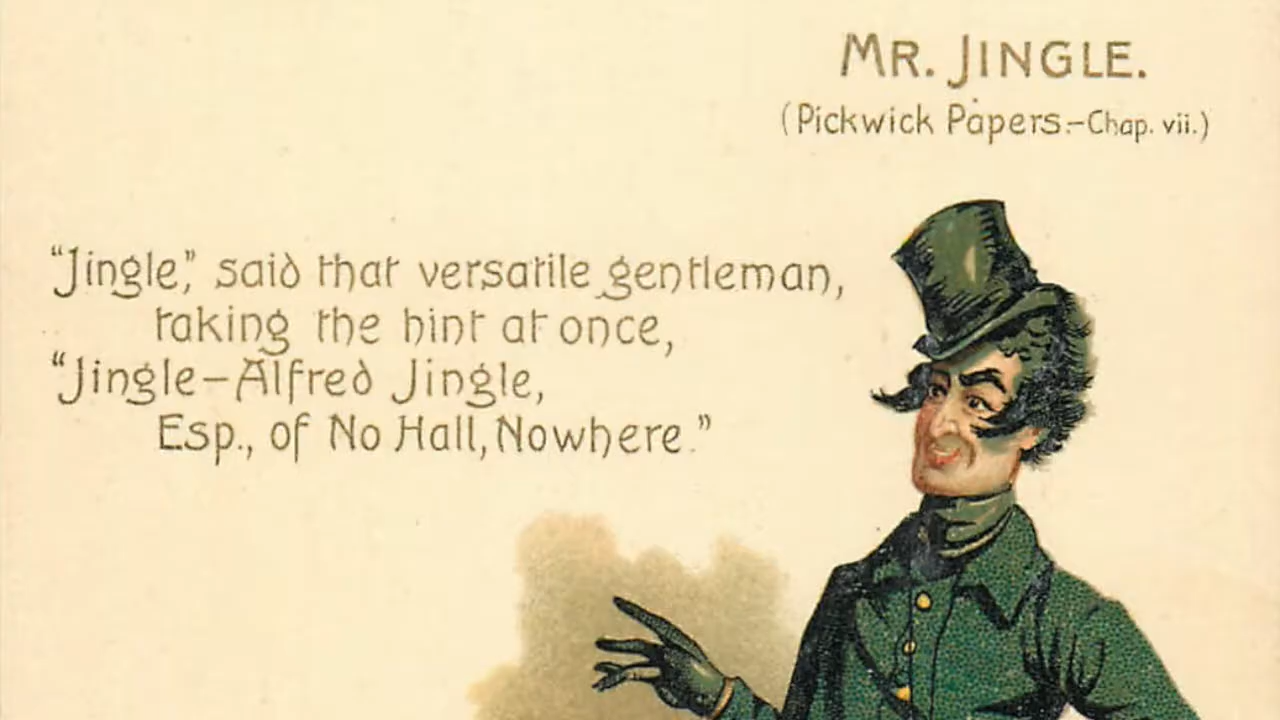 MR. JINGLE.
(Pickwick Papers.-Chap. vii.)
"Jingle," said that versatile gentleman,
taking the hint at once,
"Jingle-Alfred Jingle,
Esp., of No Hall, Nowhere."